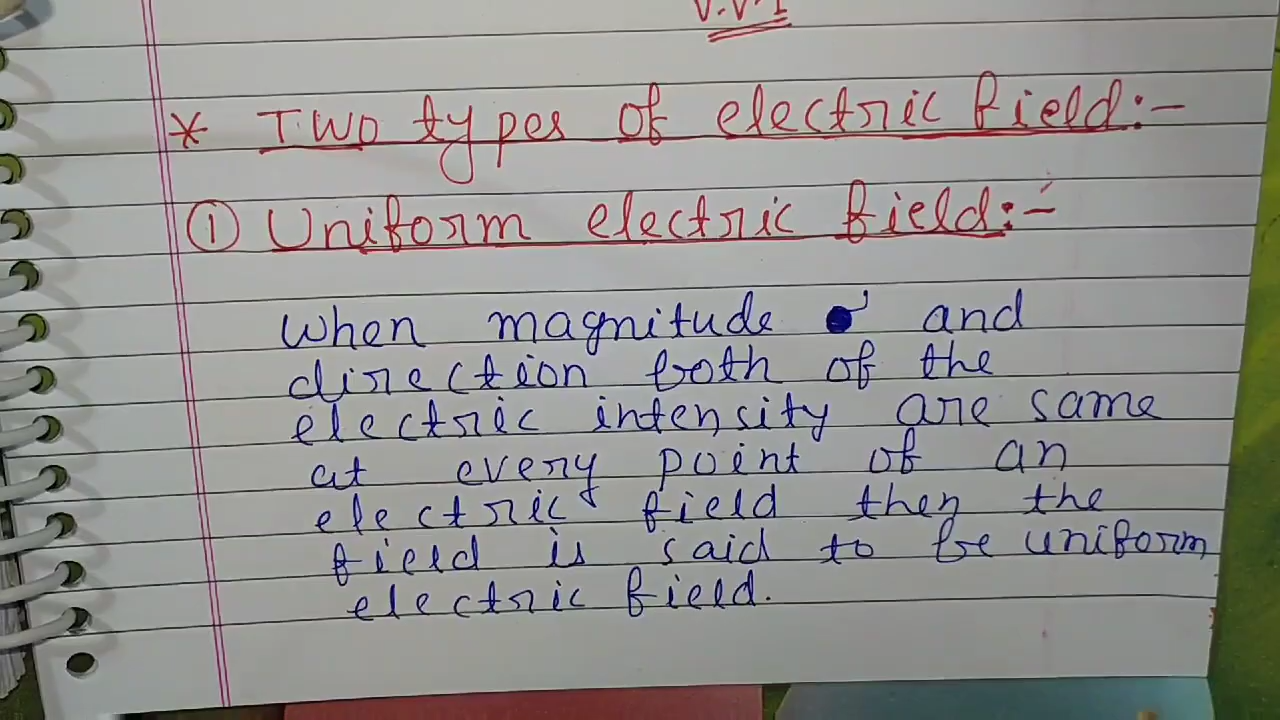 V.V.I
* Two types of electric field:-
① Uniform electric field:-
When magnitude and
direction both of the
electric intensity are same
at every point of an
electric field then the
field is said to be uniform
electric field.